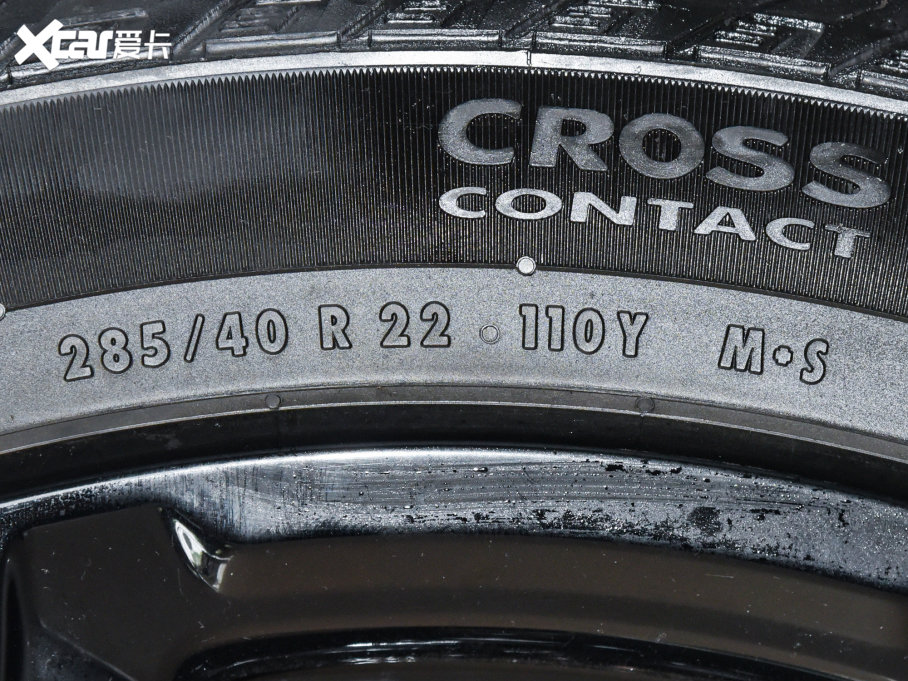 Xcar爱卡
CROSS
CONTACT
285/40 R 22 110Y M•S